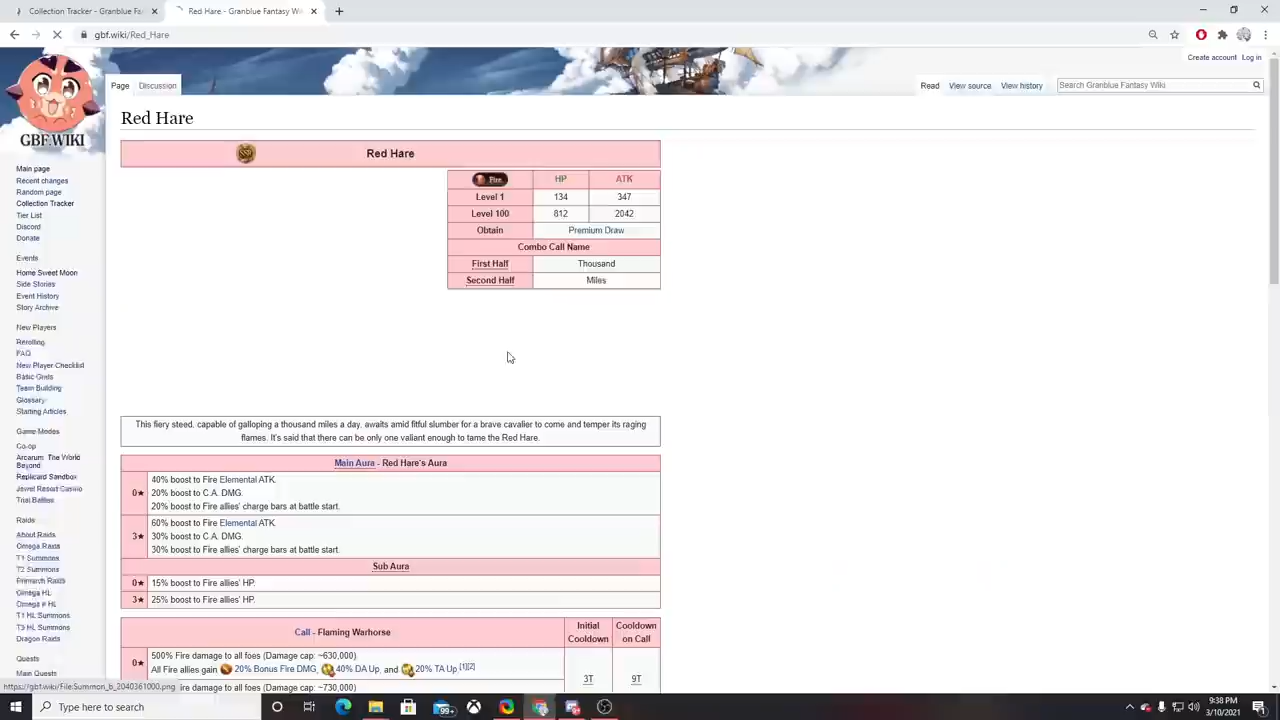 Collection Tracker - Granblue Fan
Red Hare - Granblue Fantasy Wi
gbf.wiki/Red_Hare
Create account Log in
Page Discussion
Read View source View history
Search Granblue Fantasy Wiki
GBF.WIKI
Red Hare
Main page
Recent changes
Random page
Collection Tracker
Tier List
Discord
Donate
Events
Home Sweet Moon
Side Stories
Event History
Story Archive
New Players
Rerolling
FAQ
New Player Checklist
Basic Grids
Team Building
Glossary
Starting Articles
Game Modes
Co-op
Arcarum: The World
Beyond
Replicard Sandbox
Jewel Resort Casino
Trial Battles
Raids
About Raids
Omega Raids
T1 Summons
T2 Summons
Primarch Raids
Omega HL
Omega II HL
T1 HL Summons
T3 HL Summons
Dragon Raids
Quests
Main Quests
Red Hare
Fire HP ATK
Level 1 134 347
Level 100 812 2042
Obtain Premium Draw
Combo Call Name
First Half Thousand
Second Half Miles
This fiery steed, capable of galloping a thousand miles a day, awaits amid fitful slumber for a brave cavalier to come and temper its raging
flames. It's said that there can be only one valiant enough to tame the Red Hare.
Main Aura - Red Hare's Aura
0★ 40% boost to Fire Elemental ATK.
20% boost to C.A. DMG.
20% boost to Fire allies' charge bars at battle start.
3★ 60% boost to Fire Elemental ATK.
30% boost to C.A. DMG.
30% boost to Fire allies' charge bars at battle start.
Sub Aura
0★ 15% boost to Fire allies' HP.
3★ 25% boost to Fire allies' HP.
Call - Flaming Warhorse
Initial
Cooldown
Cooldown
on Call
0★ 500% Fire damage to all foes (Damage cap: ~630,000)
All Fire allies gain 20% Bonus Fire DMG, 40% DA Up, and 20% TA Up.[1][2]
3T 9T
ire damage to all foes (Damage cap: ~730,000)
https://gbf.wiki/File:Summon_b_2040361000.png
Type here to search
99+
9:38 PM
3/10/2021